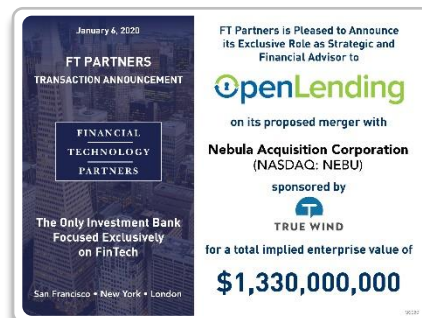 January 6, 2020
FT PARTNERS
TRANSACTION ANNOUNCEMENT
FINANCIAL
TECHNOLOGY
PARTNERS
The Only Investment Bank
Focused Exclusively
on FinTech
San Francisco • New York • London
FT Partners is Pleased to Announce
its Exclusive Role as Strategic and
Financial Advisor to
OpenLending
on its proposed merger with
Nebula Acquisition Corporation
(NASDAQ: NEBU)
sponsored by
TRUE WIND
for a total implied enterprise value of
$1,330,000,000